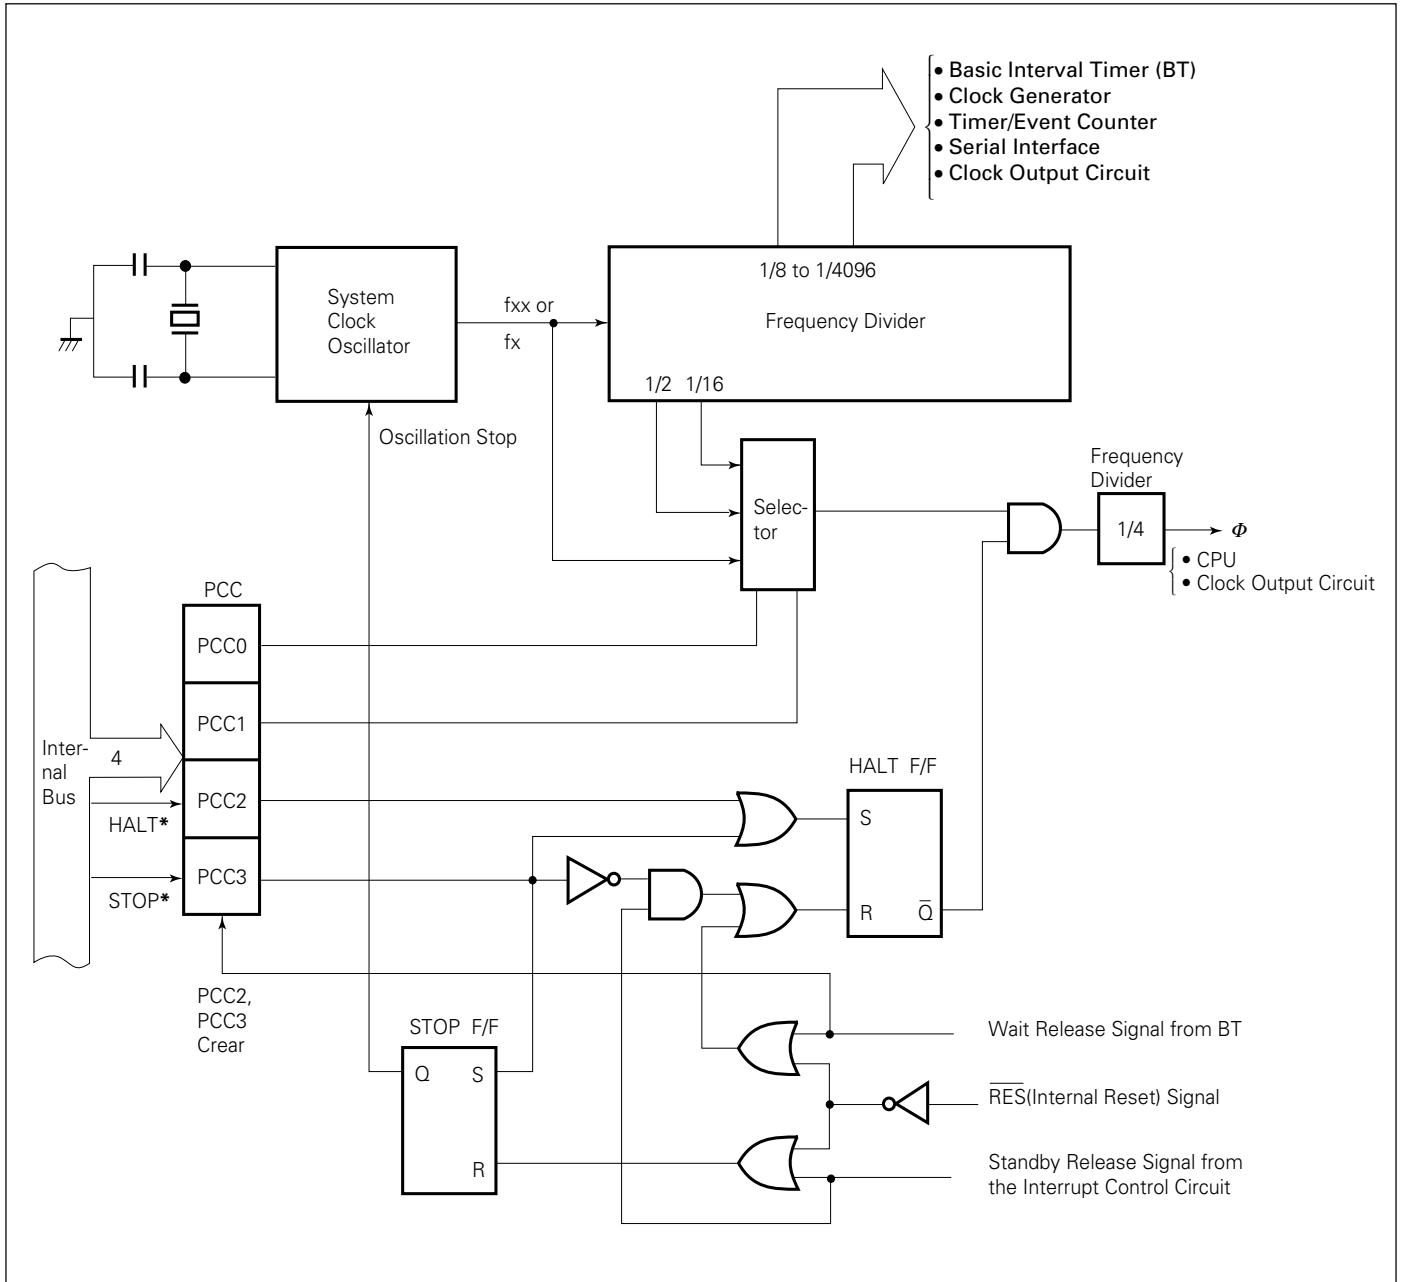 • Basic Interval Timer (BT)
• Clock Generator
• Timer/Event Counter
• Serial Interface
• Clock Output Circuit
1/8 to 1/4096
System
Clock
Oscillator
fxx or
fx
Frequency Divider
1/2 1/16
Oscillation Stop
Selec-
tor
Frequency
Divider
1/4
Φ
• CPU
• Clock Output Circuit
PCC
PCC0
PCC1
PCC2
PCC3
Inter-
nal
Bus
4
HALT*
STOP*
HALT F/F
S
R Q̅
PCC2,
PCC3
Crear
STOP F/F
Q S
R
Wait Release Signal from BT
R̅E̅S̅(Internal Reset) Signal
Standby Release Signal from
the Interrupt Control Circuit